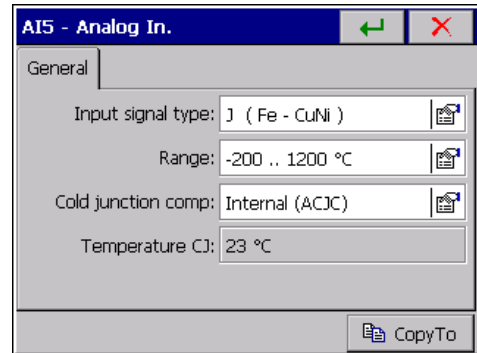 AI5 - Analog In.
General
Input signal type: J ( Fe - CuNi )
Range: -200 .. 1200 °C
Cold junction comp: Internal (ACJC)
Temperature CJ: 23 °C
CopyTo